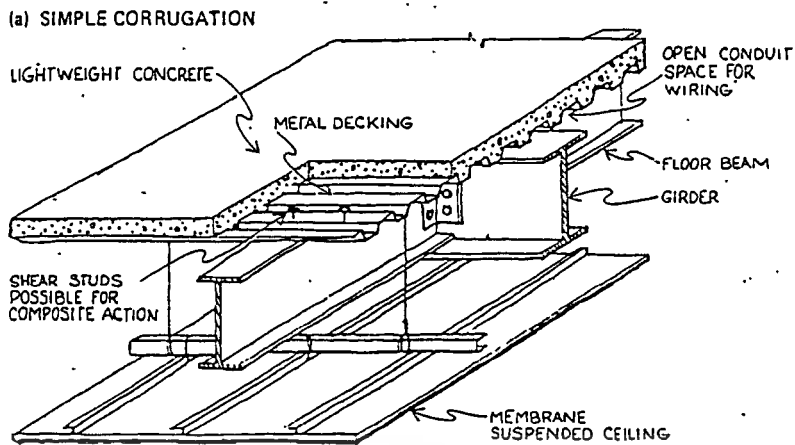 (a) SIMPLE CORRUGATION
LIGHTWEIGHT CONCRETE
METAL DECKING
OPEN CONDUIT
SPACE FOR
WIRING
FLOOR BEAM
GIRDER
SHEAR STUDS
POSSIBLE FOR
COMPOSITE ACTION
MEMBRANE
SUSPENDED CEILING